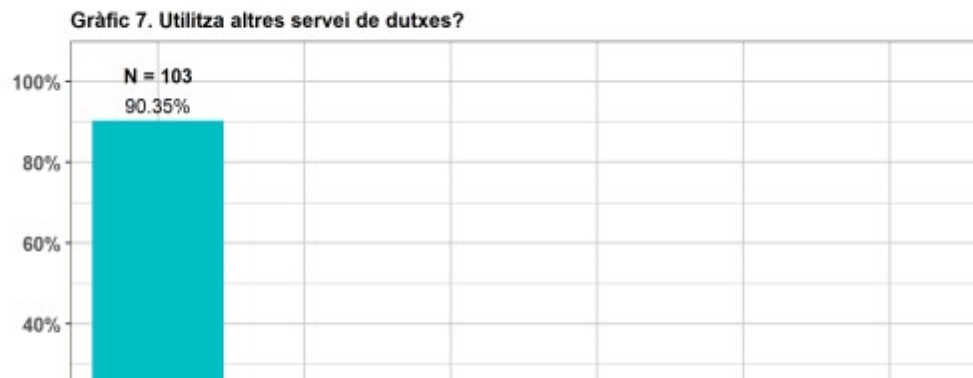 Gràfic 7. Utilitza altres servei de dutxes?
100%
N = 103
90.35%
80%
60%
40%